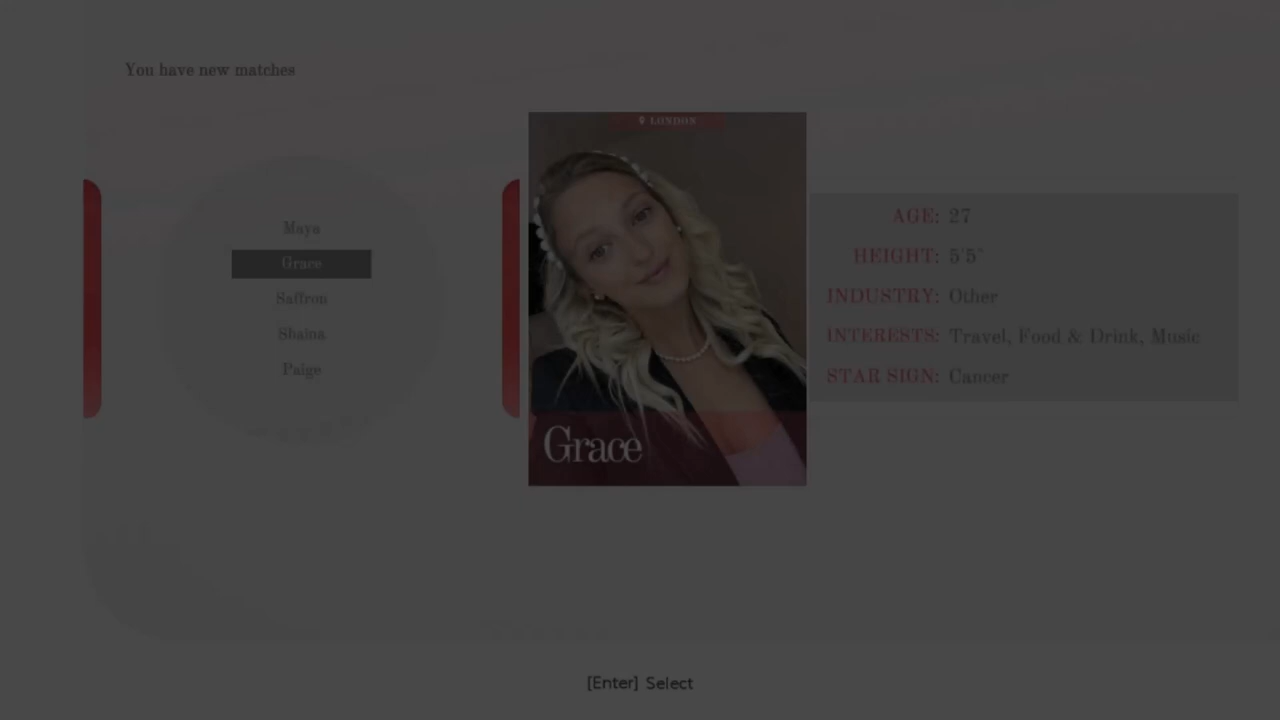 You have new matches
Maya
Grace
Saffron
Shaina
Paige
LONDON
Grace
AGE: 27
HEIGHT: 5'5"
INDUSTRY: Other
INTERESTS: Travel, Food & Drink, Music
STAR SIGN: Cancer
[Enter] Select